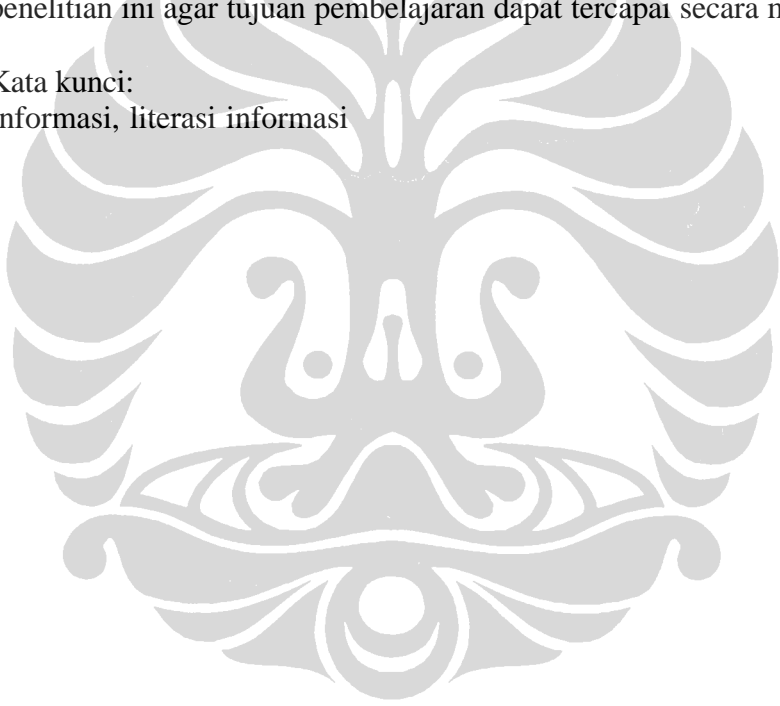 penelitian ini agar tujuan pembelajaran dapat tercapai secara
Kata kunci:
informasi, literasi informasi